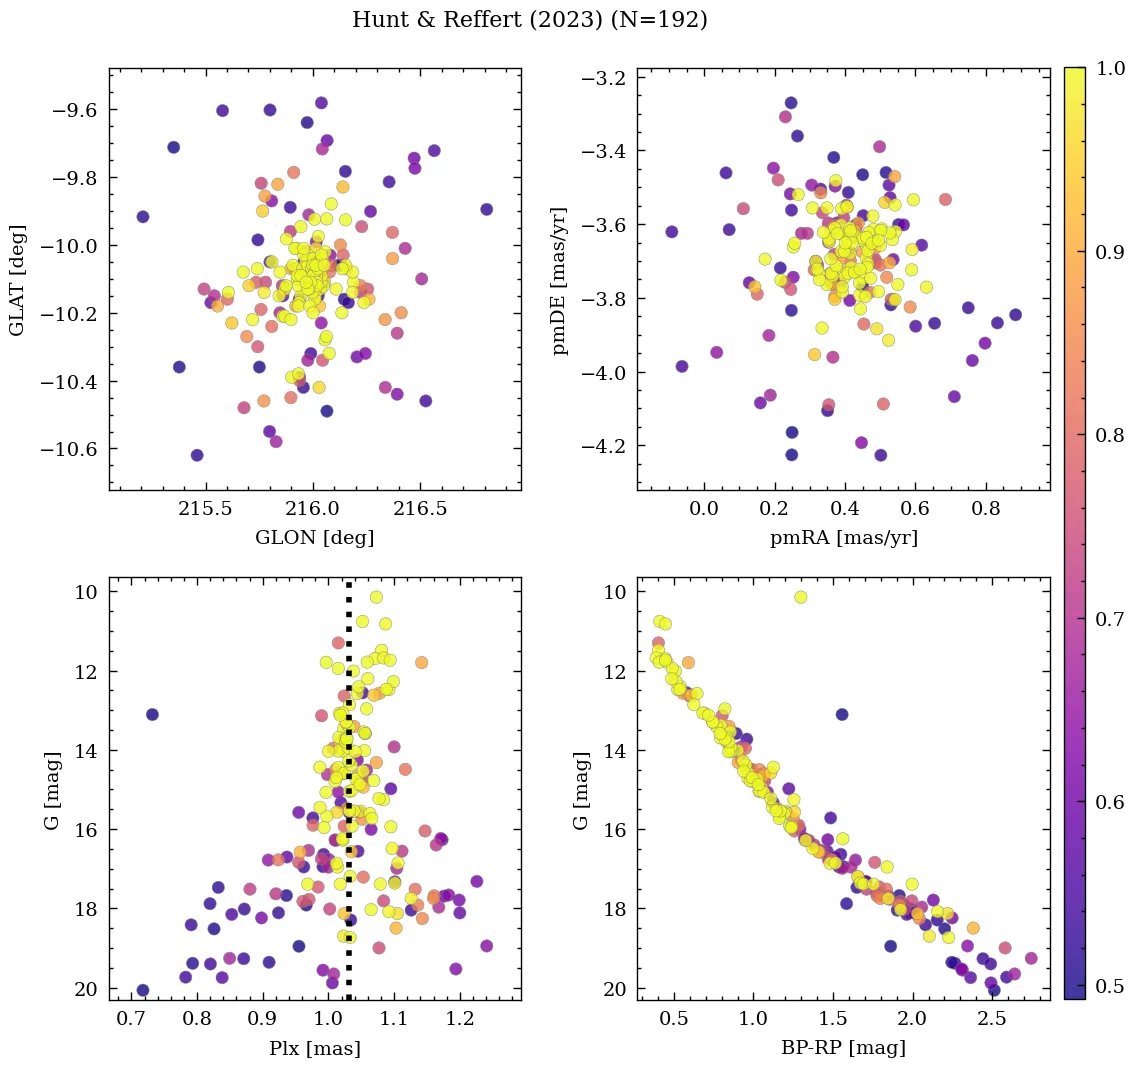 Hunt & Reffert (2023) (N=192)
−9.6
−9.8
−10.0
−10.2
−10.4
−10.6
GLAT [deg]
215.5 216.0 216.5
GLON [deg]
−3.2
−3.4
−3.6
−3.8
−4.0
−4.2
pmDE [mas/yr]
0.0 0.2 0.4 0.6 0.8
pmRA [mas/yr]
1.0
0.9
0.8
0.7
0.6
0.5
10
12
14
16
18
20
G [mag]
0.7 0.8 0.9 1.0 1.1 1.2
Plx [mas]
10
12
14
16
18
20
G [mag]
0.5 1.0 1.5 2.0 2.5
BP-RP [mag]